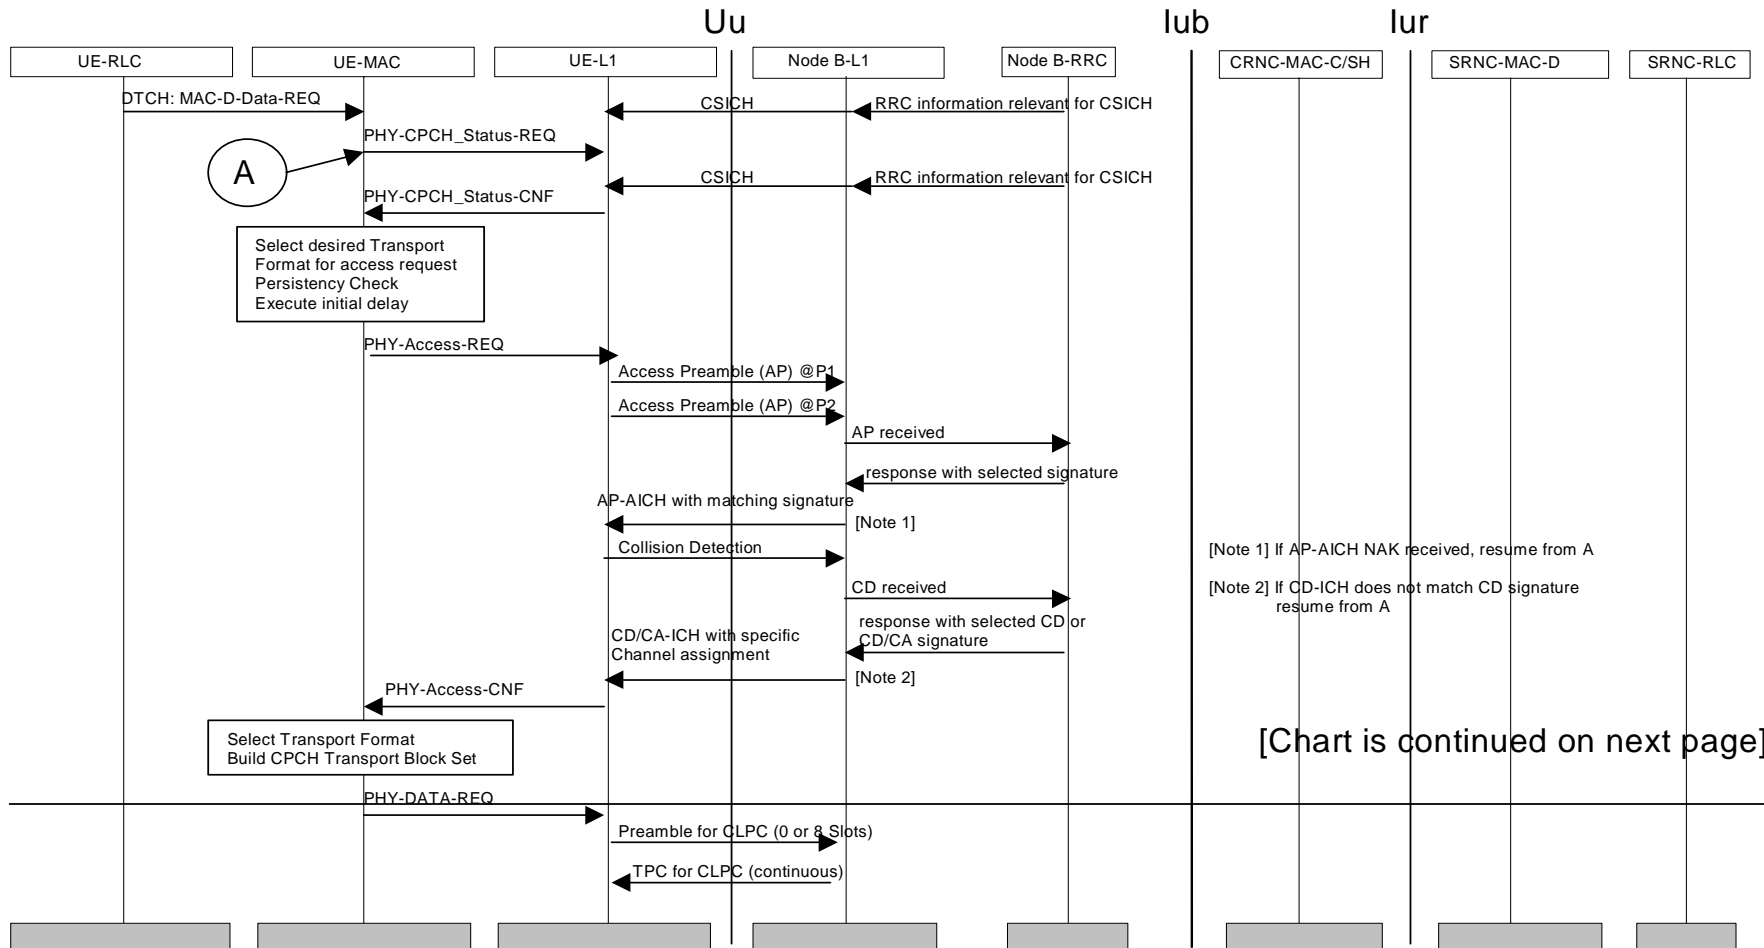 Uu
Iub
Iur
UE-RLC
UE-MAC
UE-L1
Node B-L1
Node B-RRC
CRNC-MAC-C/SH
SRNC-MAC-D
SRNC-RLC
DTCH: MAC-D-Data-REQ
CSICH
RRC information relevant for CSICH
PHY-CPCH_Status-REQ
A
CSICH
RRC information relevant for CSICH
PHY-CPCH_Status-CNF
Select desired Transport
Format for access request
Persistency Check
Execute initial delay
PHY-Access-REQ
Access Preamble (AP) @P1
Access Preamble (AP) @P2
AP received
response with selected signature
AP-AICH with matching signature
[Note 1]
Collision Detection
[Note 1] If AP-AICH NAK received, resume from A
CD received
[Note 2] If CD-ICH does not match CD signature
resume from A
response with selected CD or
CD/CA signature
CD/CA-ICH with specific
Channel assignment
[Note 2]
PHY-Access-CNF
Select Transport Format
Build CPCH Transport Block Set
[Chart is continued on next page]
PHY-DATA-REQ
Preamble for CLPC (0 or 8 Slots)
TPC for CLPC (continuous)